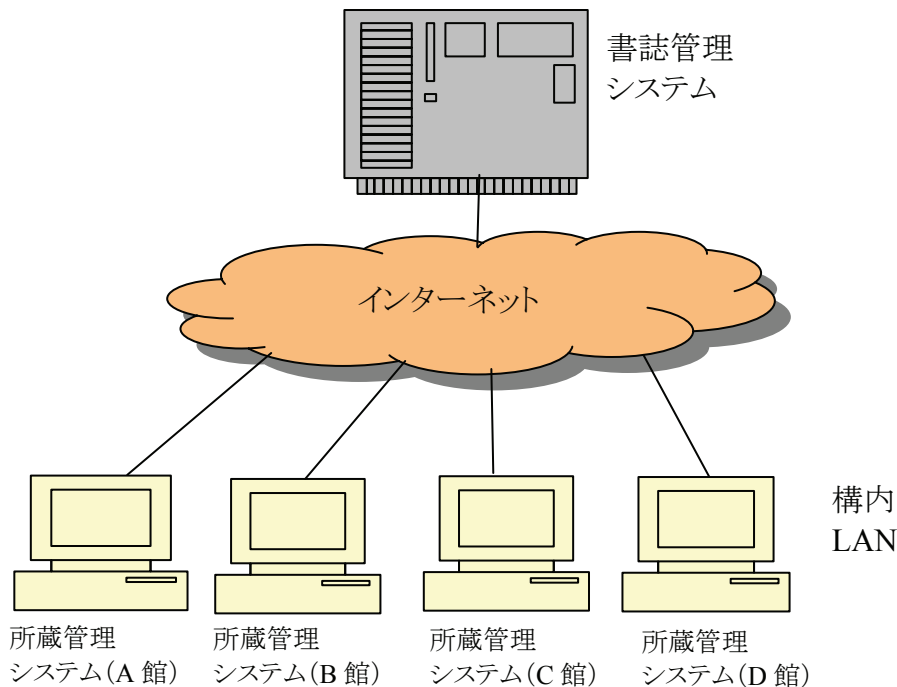 書誌管理
システム
インターネット
構内
LAN
所蔵管理
システム(A 館)
所蔵管理
システム(B 館)
所蔵管理
システム(C 館)
所蔵管理
システム(D 館)